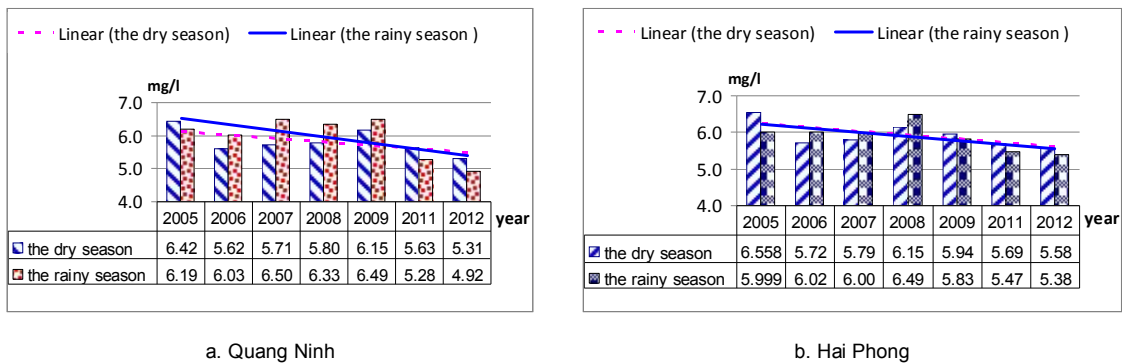 Linear (the dry season) Linear (the rainy season )
mg/l
7.0
6.0
5.0
4.0
2005 2006 2007 2008 2009 2011 2012 year
the dry season 6.42 5.62 5.71 5.80 6.15 5.63 5.31
the rainy season 6.19 6.03 6.50 6.33 6.49 5.28 4.92
a. Quang Ninh
Linear (the dry season) Linear (the rainy season )
mg/l
7.0
6.0
5.0
4.0
2005 2006 2007 2008 2009 2011 2012 year
the dry season 6.558 5.72 5.79 6.15 5.94 5.69 5.58
the rainy season 5.999 6.02 6.00 6.49 5.83 5.47 5.38
b. Hai Phong